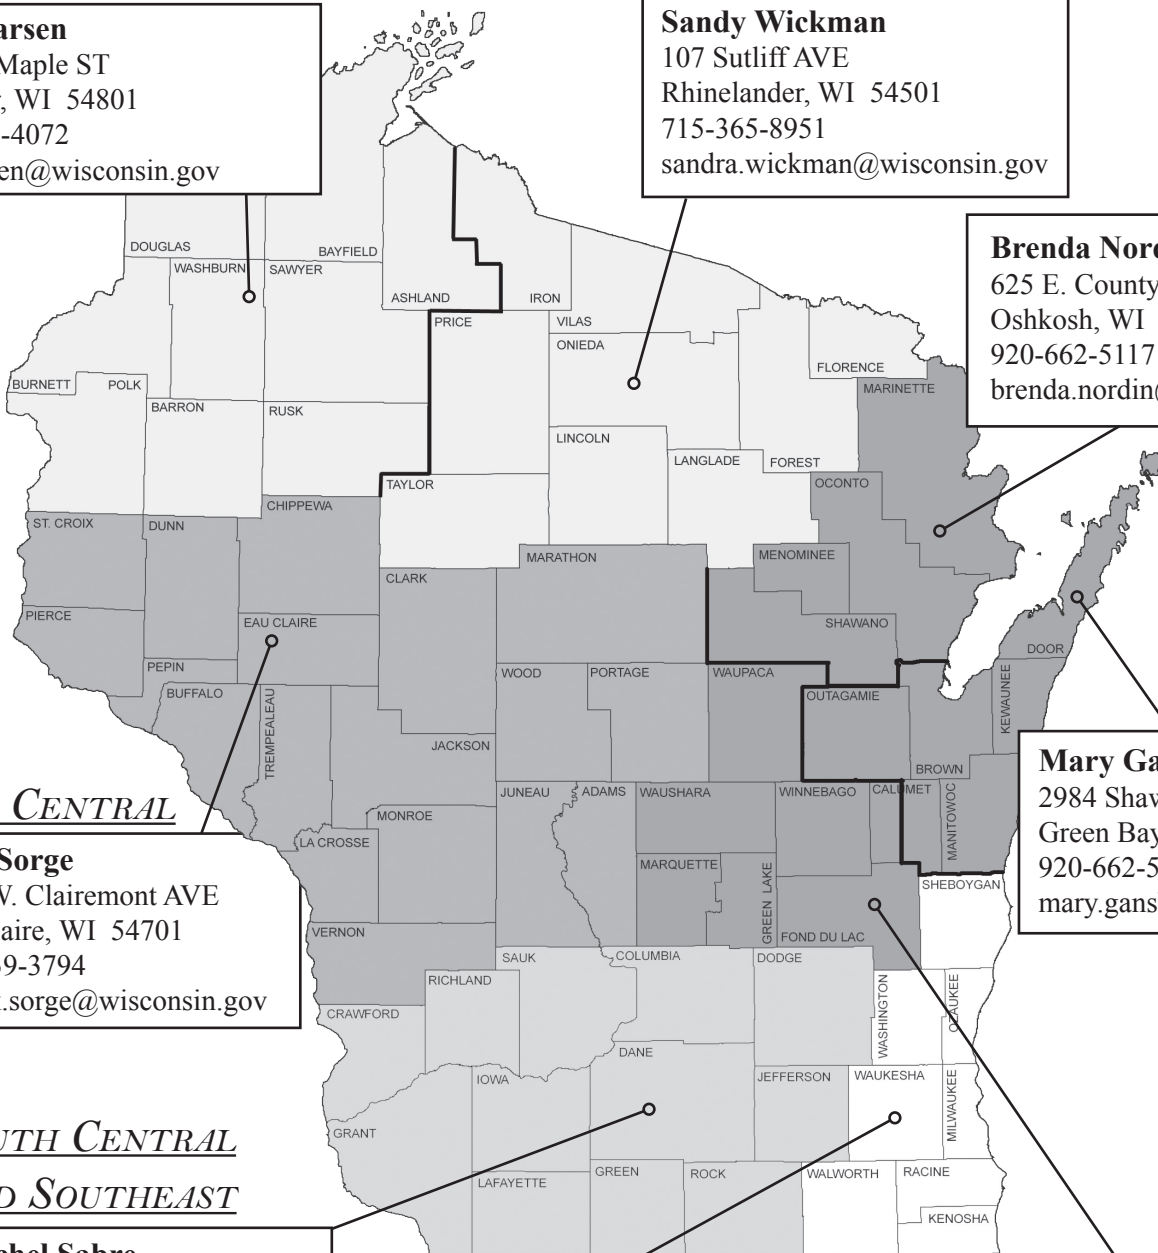 arsen
Maple ST
, WI 54801
-4072
en@wisconsin.gov
Sandy Wickman
107 Sutliff AVE
Rhinelander, WI 54501
715-365-8951
sandra.wickman@wisconsin.gov
Brenda Nord
625 E. County
Oshkosh, WI
920-662-5117
brenda.nordin@
DOUGLAS
BAYFIELD
WASHBURN
SAWYER
ASHLAND
IRON
PRICE
VILAS
ONIEDA
FLORENCE
BURNETT
POLK
MARINETTE
BARRON
RUSK
LINCOLN
LANGLADE
FOREST
TAYLOR
OCONTO
CHIPPEWA
ST. CROIX
DUNN
MARATHON
MENOMINEE
CLARK
PIERCE
EAU CLAIRE
SHAWANO
DOOR
PEPIN
WOOD
PORTAGE
WAUPACA
BUFFALO
TREMPEALEAU
OUTAGAMIE
KEWAUNEE
JACKSON
BROWN
Mary Ga
2984 Shaw
Green Bay
920-662-5
mary.gans
CENTRAL
JUNEAU
ADAMS
WAUSHARA
WINNEBAGO
CALUMET
MANITOWOC
MONROE
LA CROSSE
MARQUETTE
GREEN LAKE
SHEBOYGAN
Sorge
W. Clairemont AVE
aire, WI 54701
9-3794
.sorge@wisconsin.gov
VERNON
FOND DU LAC
SAUK
COLUMBIA
DODGE
RICHLAND
WASHINGTON
OZAUKEE
CRAWFORD
DANE
IOWA
JEFFERSON
WAUKESHA
MILWAUKEE
GRANT
UTH CENTRAL
D SOUTHEAST
LAFAYETTE
GREEN
ROCK
WALWORTH
RACINE
KENOSHA
chel Sabre